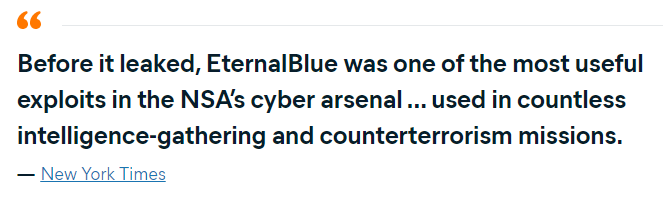 Before it leaked, EternalBlue was one of the most useful
exploits in the NSA’s cyber arsenal ... used in countless
intelligence-gathering and counterterrorism missions.
— New York Times